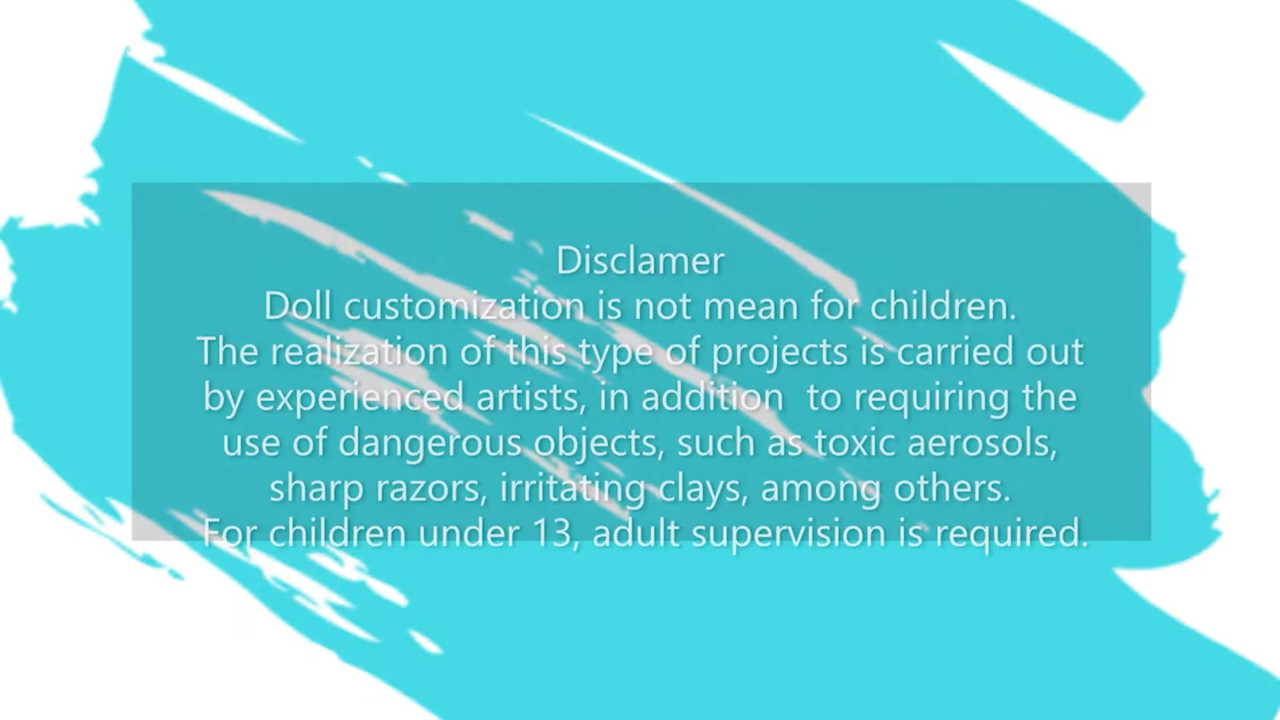 Disclamer
Doll customization is not mean for children.
The realization of this type of projects is carried out
by experienced artists, in addition  to requiring the
use of dangerous objects, such as toxic aerosols,
sharp razors, irritating clays, among others.
For children under 13, adult supervision is required.